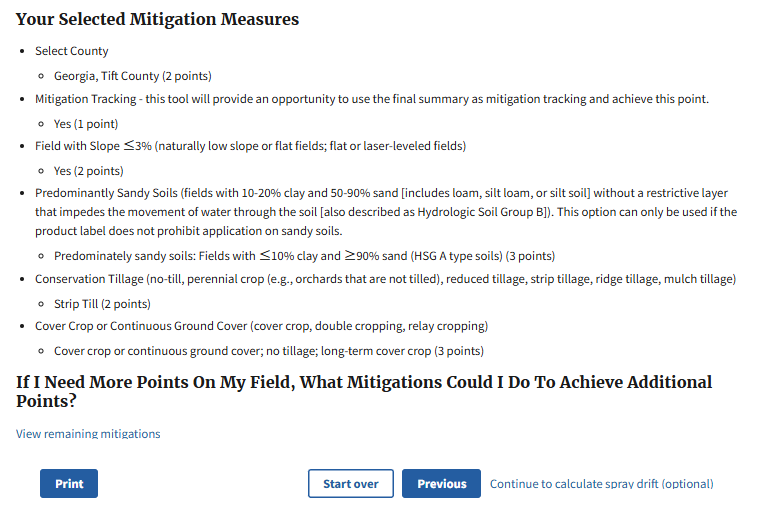 Your Selected Mitigation Measures
• Select County
o Georgia, Tift County (2 points)
• Mitigation Tracking - this tool will provide an opportunity to use the final summary as mitigation tracking and achieve this point.
o Yes (1 point)
• Field with Slope ≤3% (naturally low slope or flat fields; flat or laser-leveled fields)
o Yes (2 points)
• Predominantly Sandy Soils (fields with 10-20% clay and 50-90% sand [includes loam, silt loam, or silt soil] without a restrictive layer
that impedes the movement of water through the soil [also described as Hydrologic Soil Group B]). This option can only be used if the
product label does not prohibit application on sandy soils.
o Predominately sandy soils: Fields with ≤10% clay and ≥90% sand (HSG A type soils) (3 points)
• Conservation Tillage (no-till, perennial crop (e.g., orchards that are not tilled), reduced tillage, strip tillage, ridge tillage, mulch tillage)
o Strip Till (2 points)
• Cover Crop or Continuous Ground Cover (cover crop, double cropping, relay cropping)
o Cover crop or continuous ground cover; no tillage; long-term cover crop (3 points)
If I Need More Points On My Field, What Mitigations Could I Do To Achieve Additional
Points?
View remaining mitigations
Print Start over Previous Continue to calculate spray drift (optional)